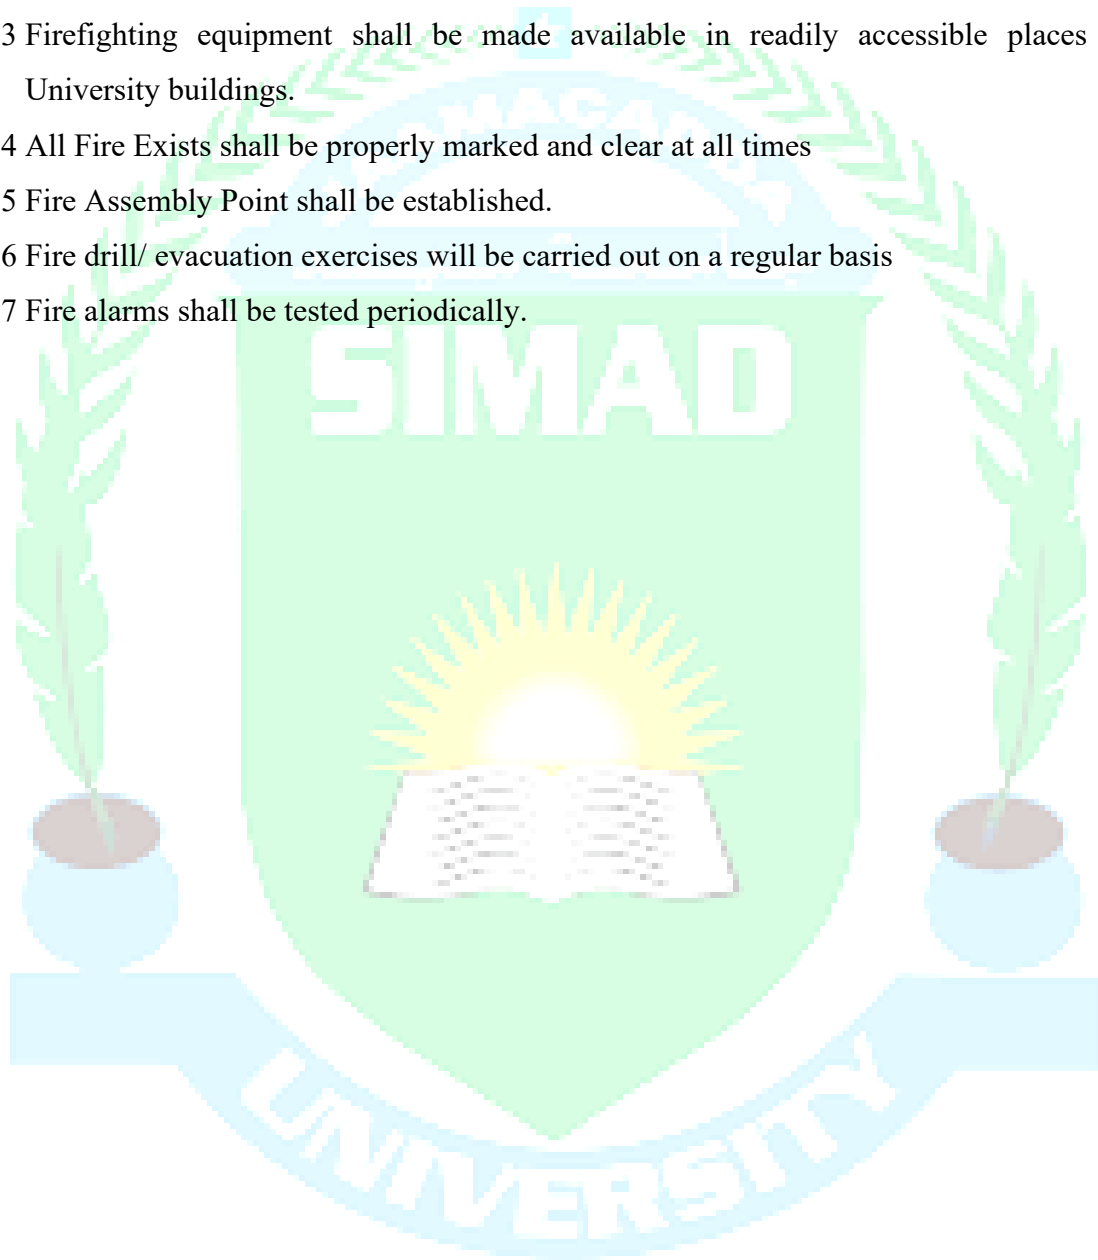 3 Firefighting equipment shall be made available in readily accessible places
University buildings.
4 All Fire Exists shall be properly marked and clear at all times
5 Fire Assembly Point shall be established.
6 Fire drill/ evacuation exercises will be carried out on a regular basis
7 Fire alarms shall be tested periodically.
SIMAD
UNIVERSITY